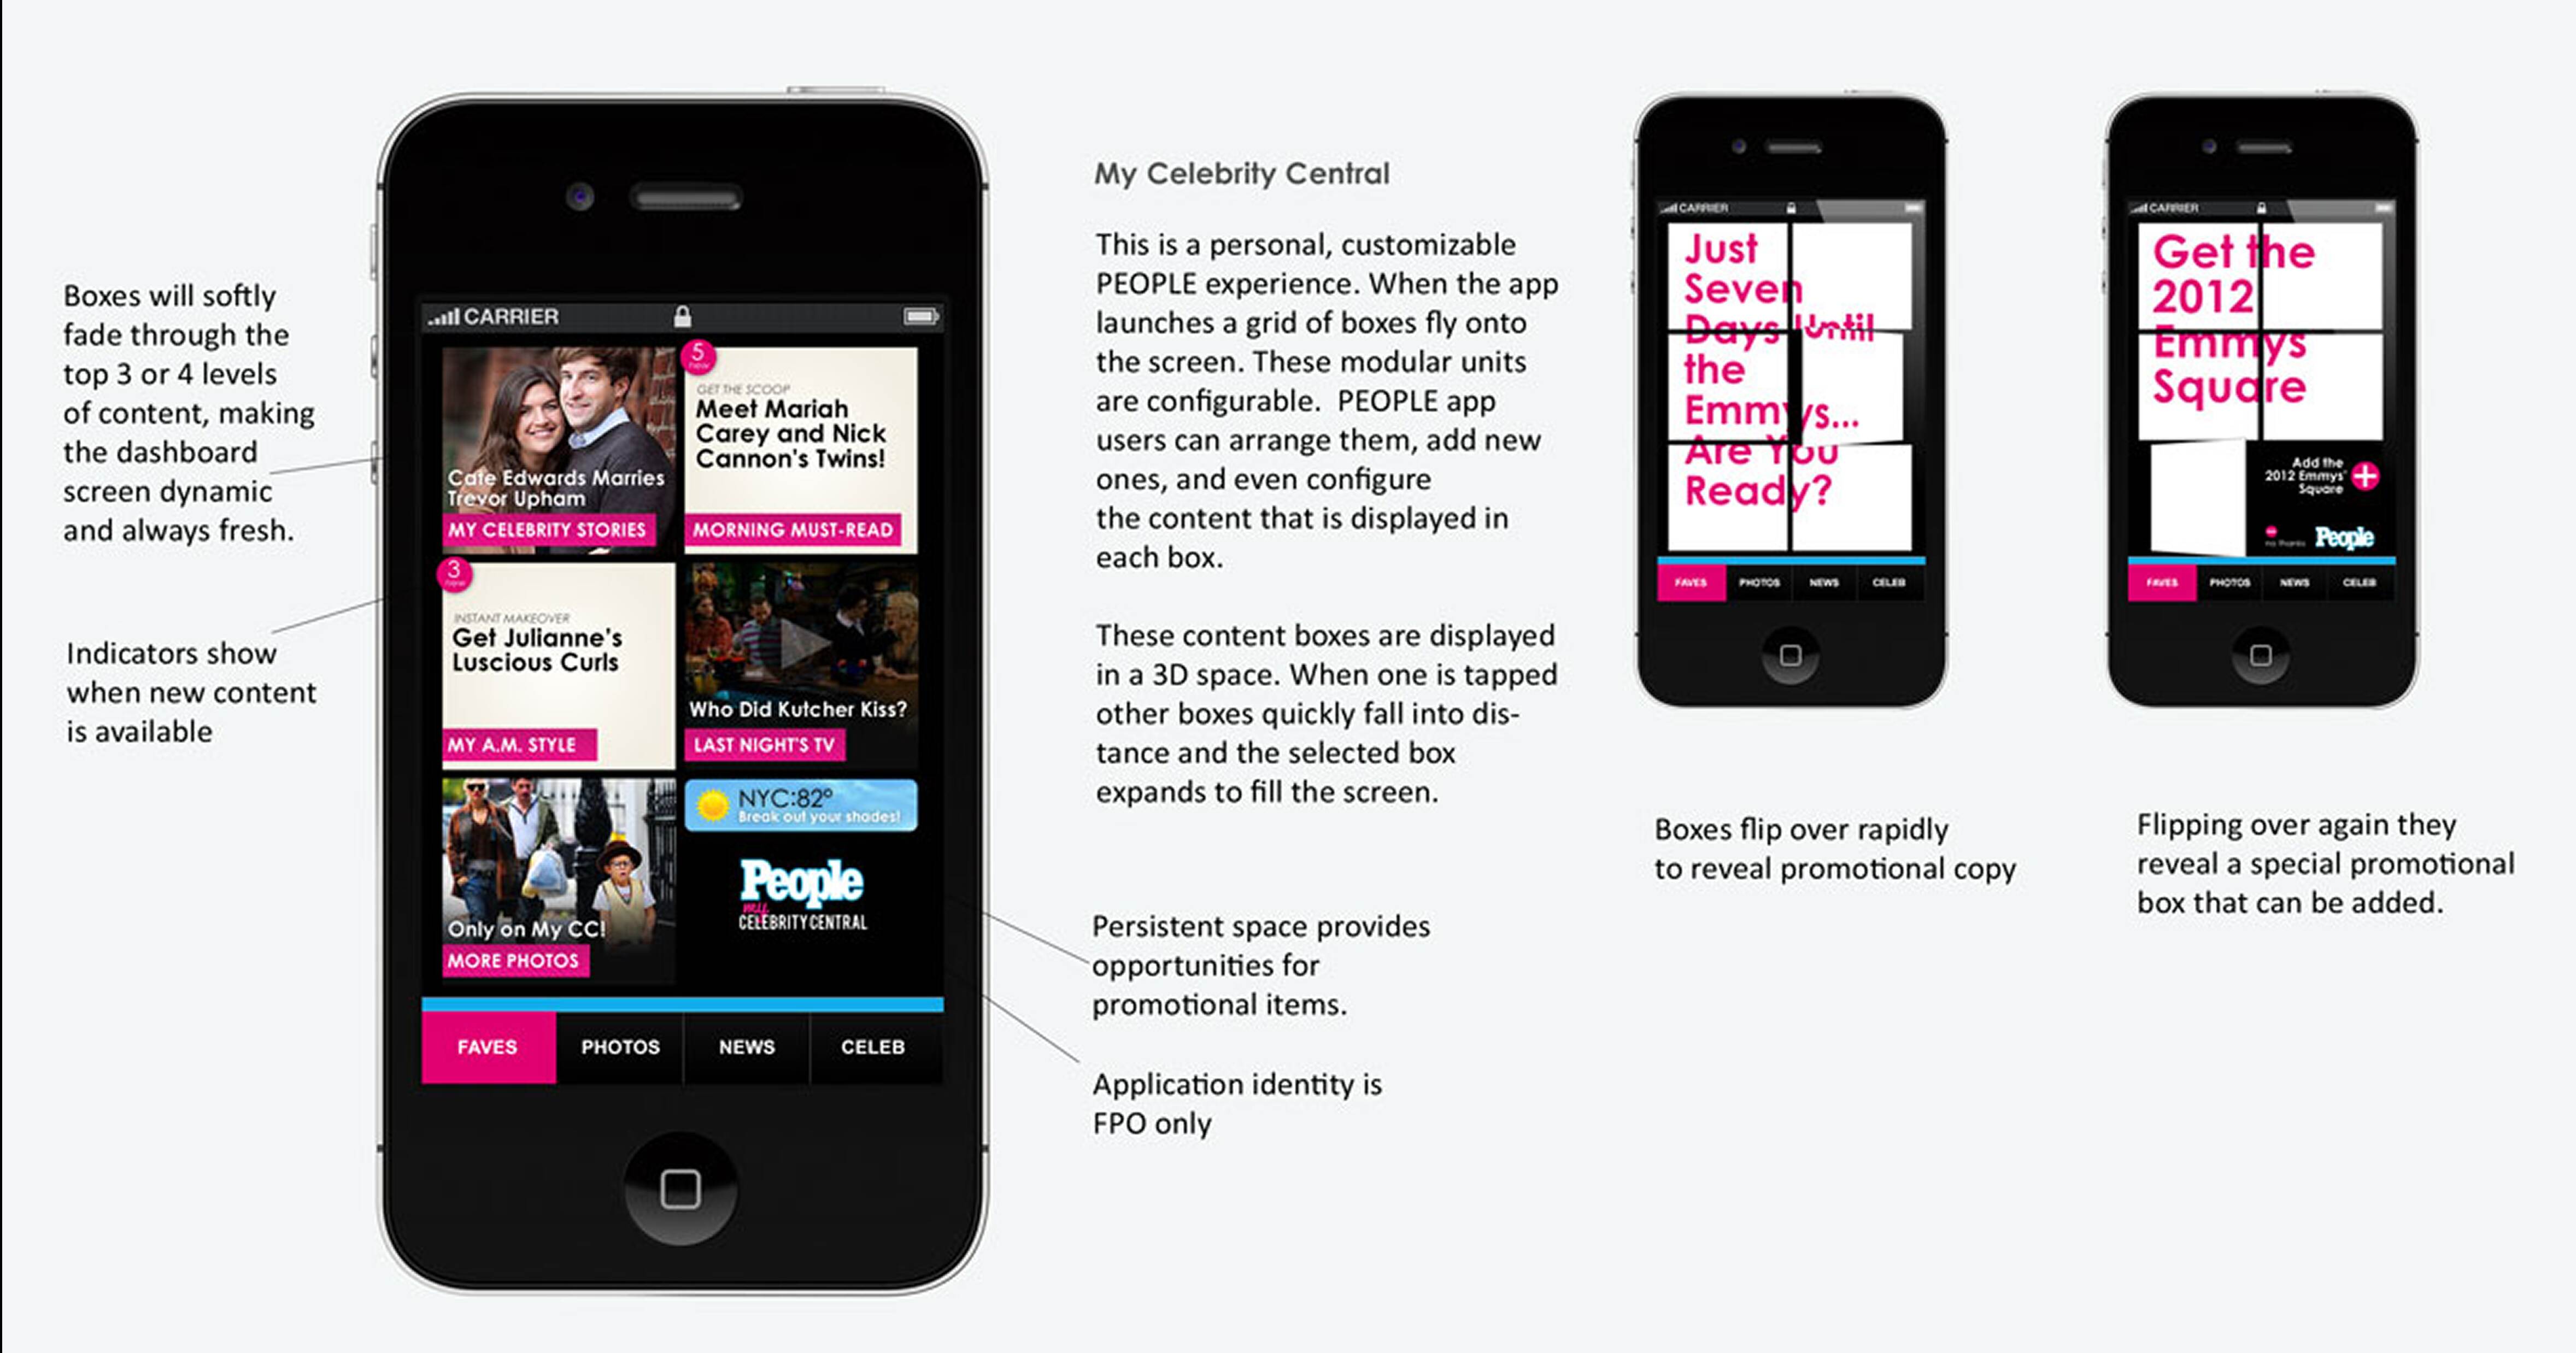 Boxes will softly
fade through the
top 3 or 4 levels
of content, making
the dashboard
screen dynamic
and always fresh.
Indicators show
when new content
is available
CARRIER
Cate Edwards Marries
Trevor Upham
MY CELEBRITY STORIES
5
new
GET THE SCOOP
Meet Mariah
Carey and Nick
Cannon's Twins!
MORNING MUST-READ
3
new
INSTANT MAKEOVER
Get Julianne's
Luscious Curls
MY A.M. STYLE
Who Did Kutcher Kiss?
LAST NIGHT'S TV
Only on My CC!
MORE PHOTOS
NYC:82º
Break out your shades!
People
my
CELEBRITY CENTRAL
FAVES PHOTOS NEWS CELEB
My Celebrity Central
This is a personal, customizable
PEOPLE experience. When the app
launches a grid of boxes fly onto
the screen. These modular units
are configurable.  PEOPLE app
users can arrange them, add new
ones, and even configure
the content that is displayed in
each box.
These content boxes are displayed
in a 3D space. When one is tapped
other boxes quickly fall into dis-
tance and the selected box
expands to fill the screen.
Persistent space provides
opportunities for
promotional items.
Application identity is
FPO only
CARRIER
Just
Seven
Days Until
the
Emmys...
Are You
Ready?
FAVES PHOTOS NEWS CELEB
Boxes flip over rapidly
to reveal promotional copy
CARRIER
Get the
2012
Emmys
Square
Add the
2012 Emmys'
Square
no thanks
People
FAVES PHOTOS NEWS CELEB
Flipping over again they
reveal a special promotional
box that can be added.